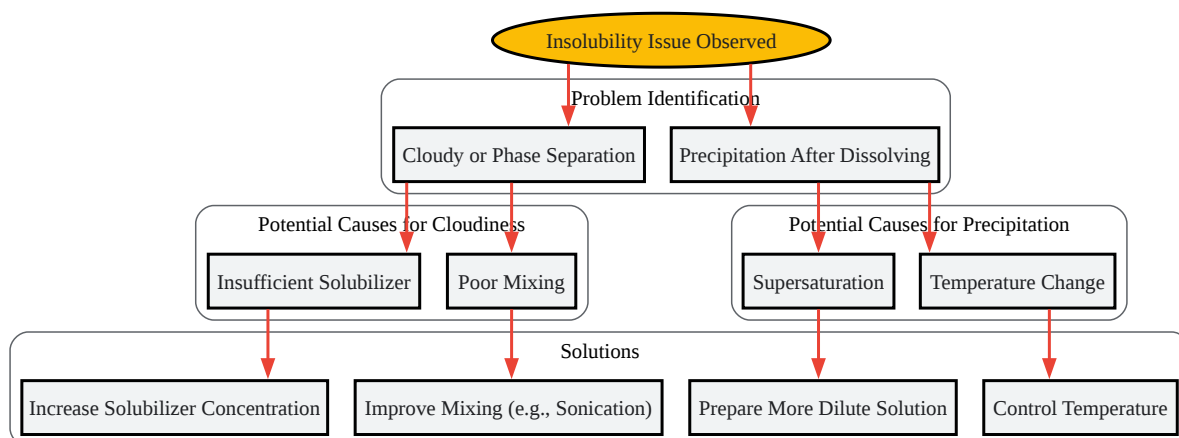 Insolubility Issue Observed
Problem Identification
Cloudy or Phase Separation
Precipitation After Dissolving
Potential Causes for Cloudiness
Potential Causes for Precipitation
Insufficient Solubilizer
Poor Mixing
Supersaturation
Temperature Change
Solutions
Increase Solubilizer Concentration
Improve Mixing (e.g., Sonication)
Prepare More Dilute Solution
Control Temperature